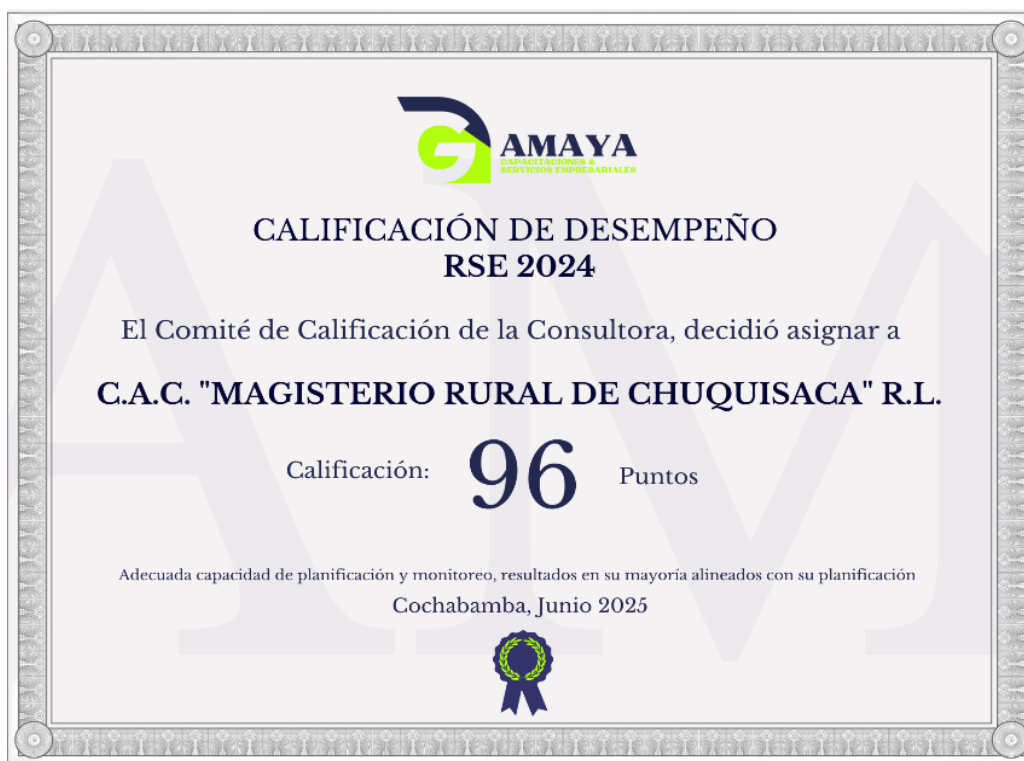 AMAYA
CAPACITACIONES &
SERVICIOS EMPRESARIALES
CALIFICACIÓN DE DESEMPEÑO
RSE 2024
El Comité de Calificación de la Consultora, decidió asignar a
C.A.C. "MAGISTERIO RURAL DE CHUQUISACA" R.L.
Calificación: 96 Puntos
Adecuada capacidad de planificación y monitoreo, resultados en su mayoría alineados con su planificación
Cochabamba, Junio 2025